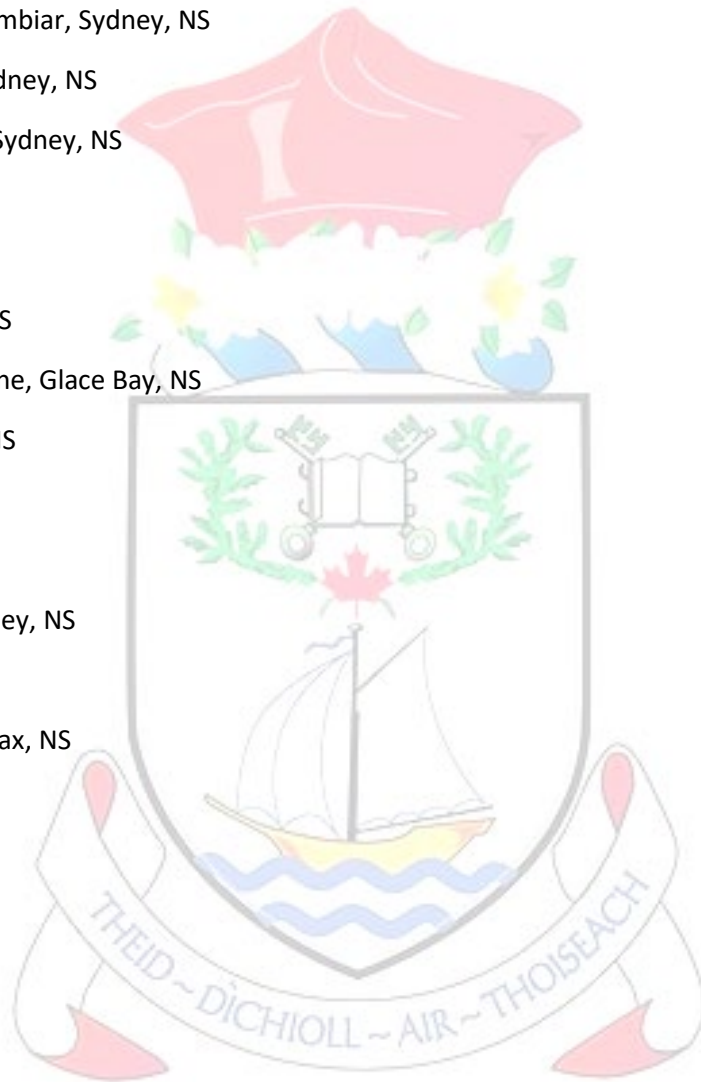 mbiar, Sydney, NS
dney, NS
Sydney, NS
S
ne, Glace Bay, NS
NS
ey, NS
ax, NS
THEID ~ DÌCHIOLL ~ AIR ~ THOISEACH